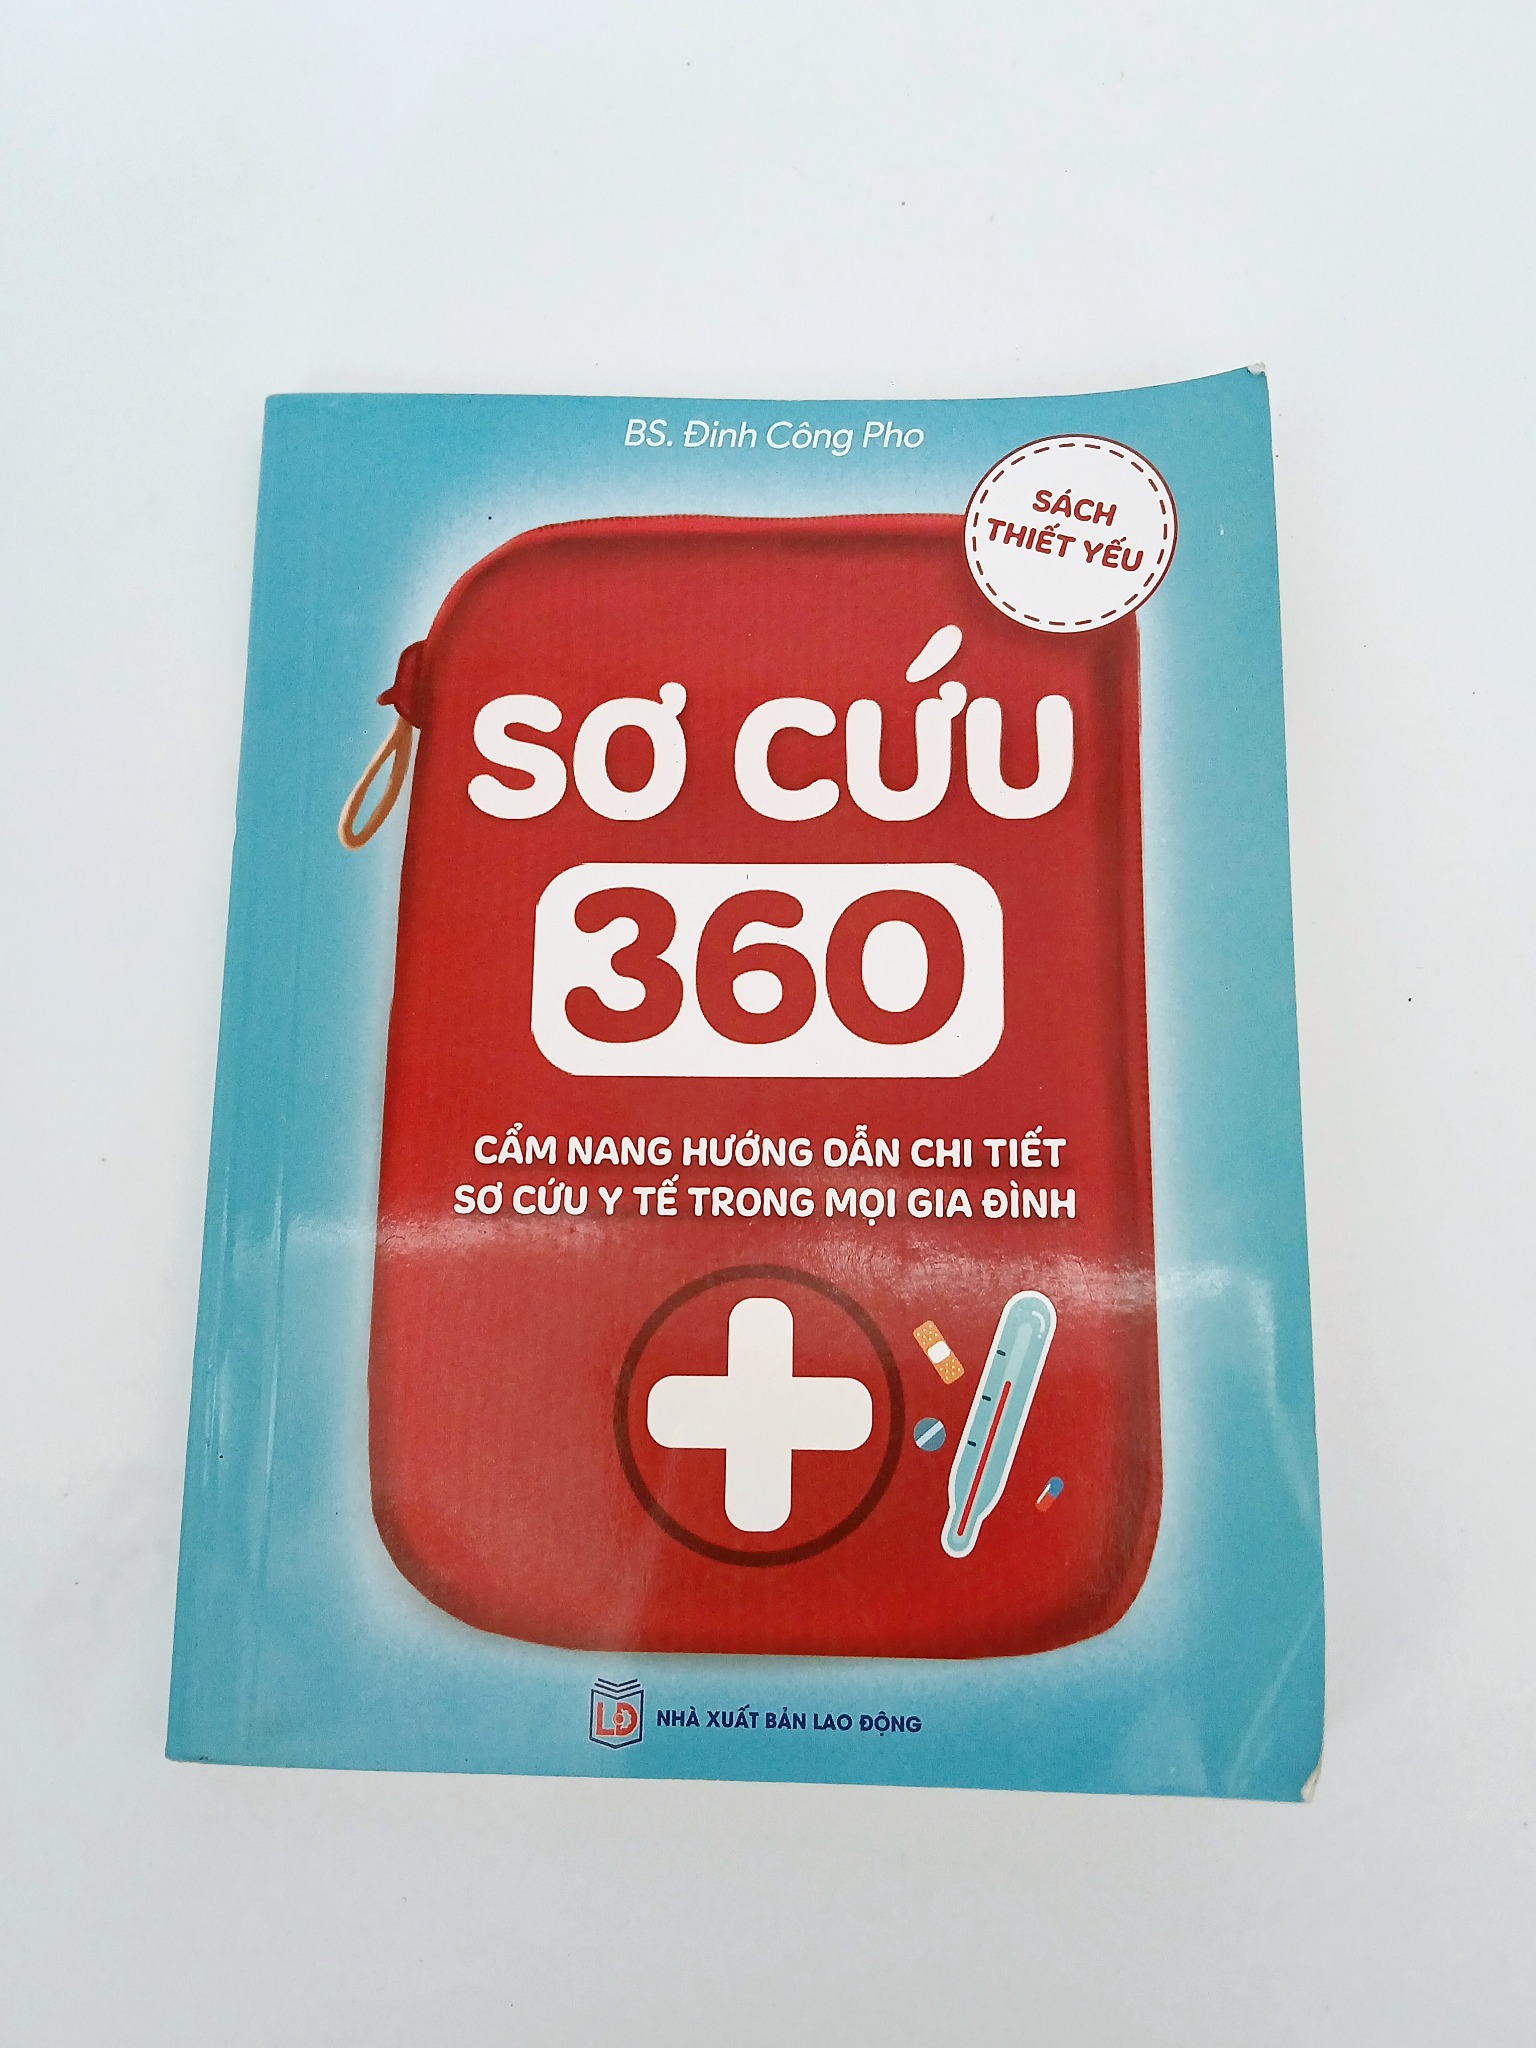 BS. Đinh Công Pho
SÁCH
THIẾT YẾU
SƠ CỨU
360
CẨM NANG HƯỚNG DẪN CHI TIẾT
SƠ CỨU Y TẾ TRONG MỌI GIA ĐÌNH
LĐ
NHÀ XUẤT BẢN LAO ĐỘNG